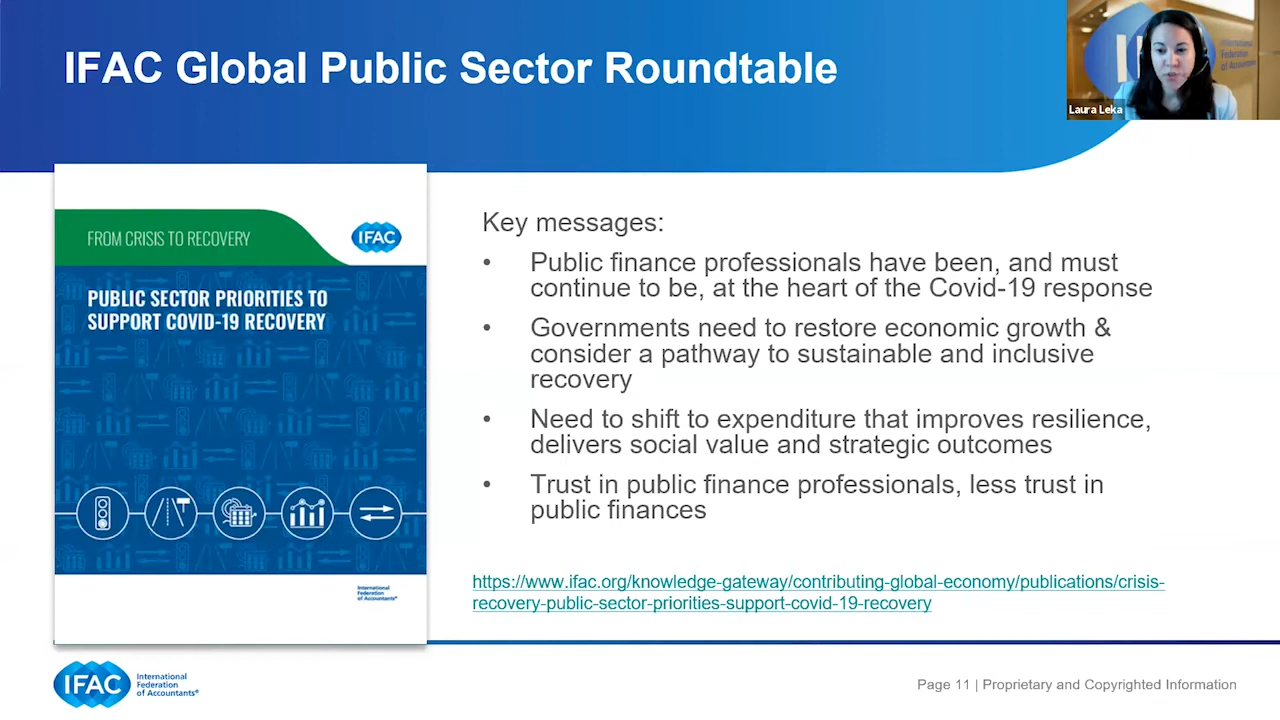 IFAC Global Public Sector Roundtable
International
Federation
of Accountants
Laura Leka
FROM CRISIS TO RECOVERY
IFAC
PUBLIC SECTOR PRIORITIES TO
SUPPORT COVID-19 RECOVERY
International
Federation
of Accountants®
Key messages:
• Public finance professionals have been, and must
continue to be, at the heart of the Covid-19 response
• Governments need to restore economic growth &
consider a pathway to sustainable and inclusive
recovery
• Need to shift to expenditure that improves resilience,
delivers social value and strategic outcomes
• Trust in public finance professionals, less trust in
public finances
https://www.ifac.org/knowledge-gateway/contributing-global-economy/publications/crisis-
recovery-public-sector-priorities-support-covid-19-recovery
IFAC
International
Federation
of Accountants®
Page 11 | Proprietary and Copyrighted Information